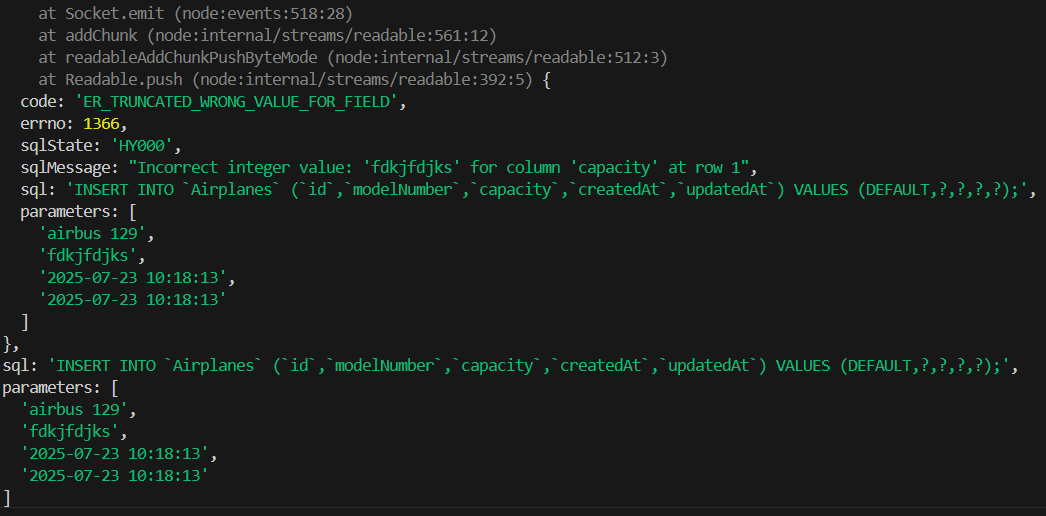 at Socket.emit (node:events:518:28)
at addChunk (node:internal/streams/readable:561:12)
at readableAddChunkPushByteMode (node:internal/streams/readable:512:3)
at Readable.push (node:internal/streams/readable:392:5) {
code: 'ER_TRUNCATED_WRONG_VALUE_FOR_FIELD',
errno: 1366,
sqlState: 'HY000',
sqlMessage: "Incorrect integer value: 'fdkjfdjks' for column 'capacity' at row 1",
sql: 'INSERT INTO `Airplanes` (`id`,`modelNumber`,`capacity`,`createdAt`,`updatedAt`) VALUES (DEFAULT,?,?,?,?);',
parameters: [
'airbus 129',
'fdkjfdjks',
'2025-07-23 10:18:13',
'2025-07-23 10:18:13'
]
},
sql: 'INSERT INTO `Airplanes` (`id`,`modelNumber`,`capacity`,`createdAt`,`updatedAt`) VALUES (DEFAULT,?,?,?,?);',
parameters: [
'airbus 129',
'fdkjfdjks',
'2025-07-23 10:18:13',
'2025-07-23 10:18:13'
]